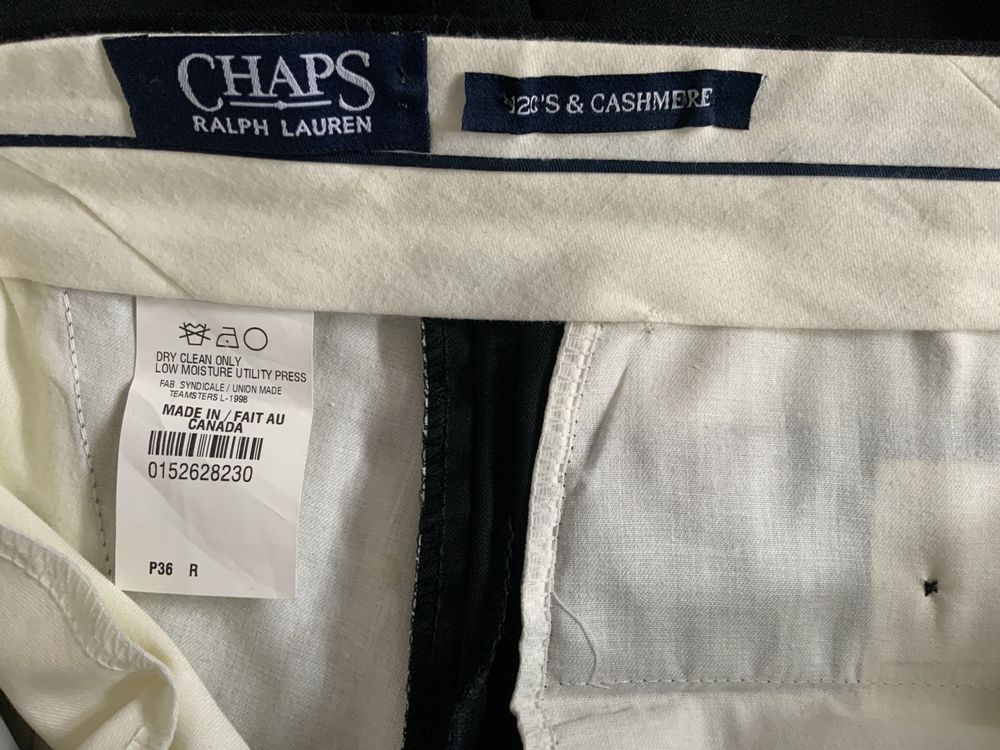 CHAPS
RALPH LAUREN
120'S & CASHMERE
DRY CLEAN ONLY
LOW MOISTURE UTILITY PRESS
FAB. SYNDICALE / UNION MADE
TEAMSTERS L-1998
MADE IN / FAIT AU
CANADA
0152628230
P36 R